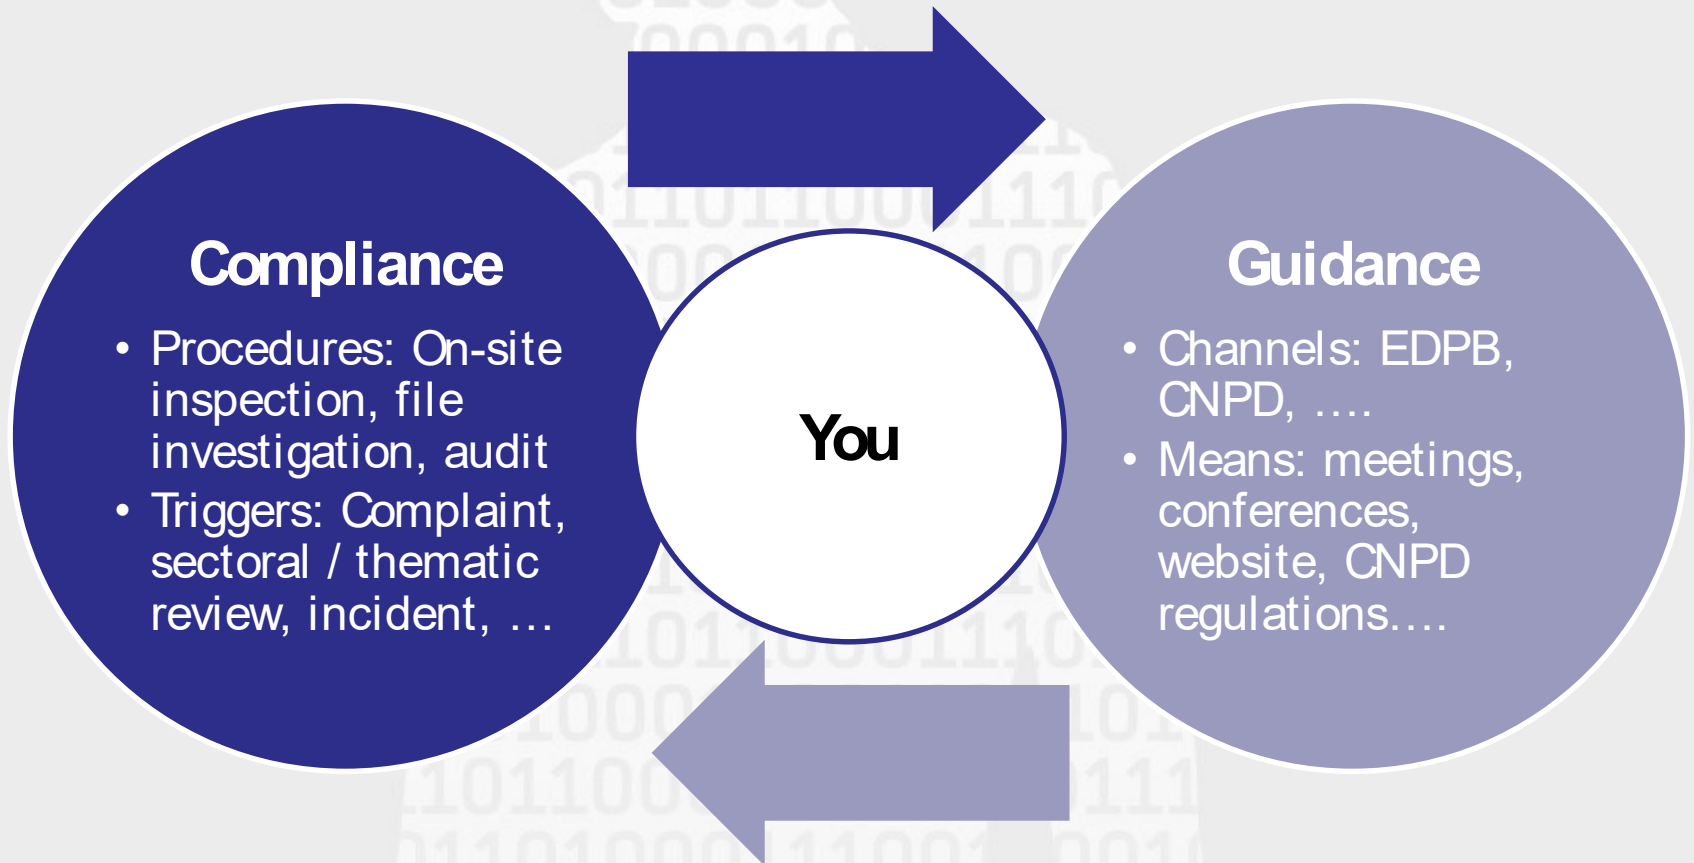 Compliance
• Procedures: On-site
inspection, file
investigation, audit
• Triggers: Complaint,
sectoral / thematic
review, incident, …
You
Guidance
• Channels: EDPB,
CNPD, ….
• Means: meetings,
conferences,
website, CNPD
regulations….